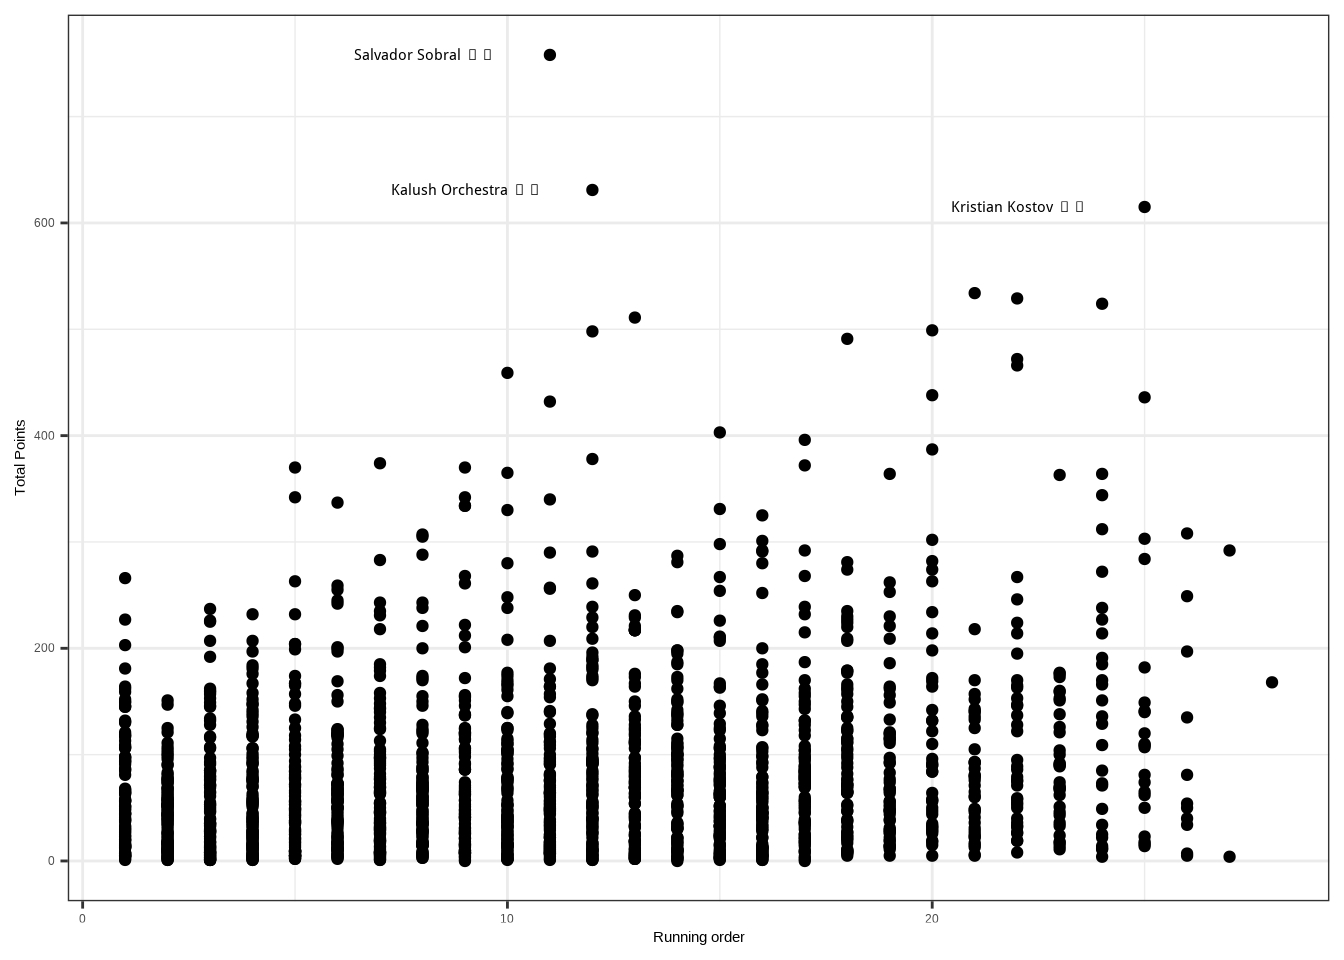 Salvador Sobral
Kalush Orchestra
Kristian Kostov
600
400
200
0
0
10
20
Total Points
Running order